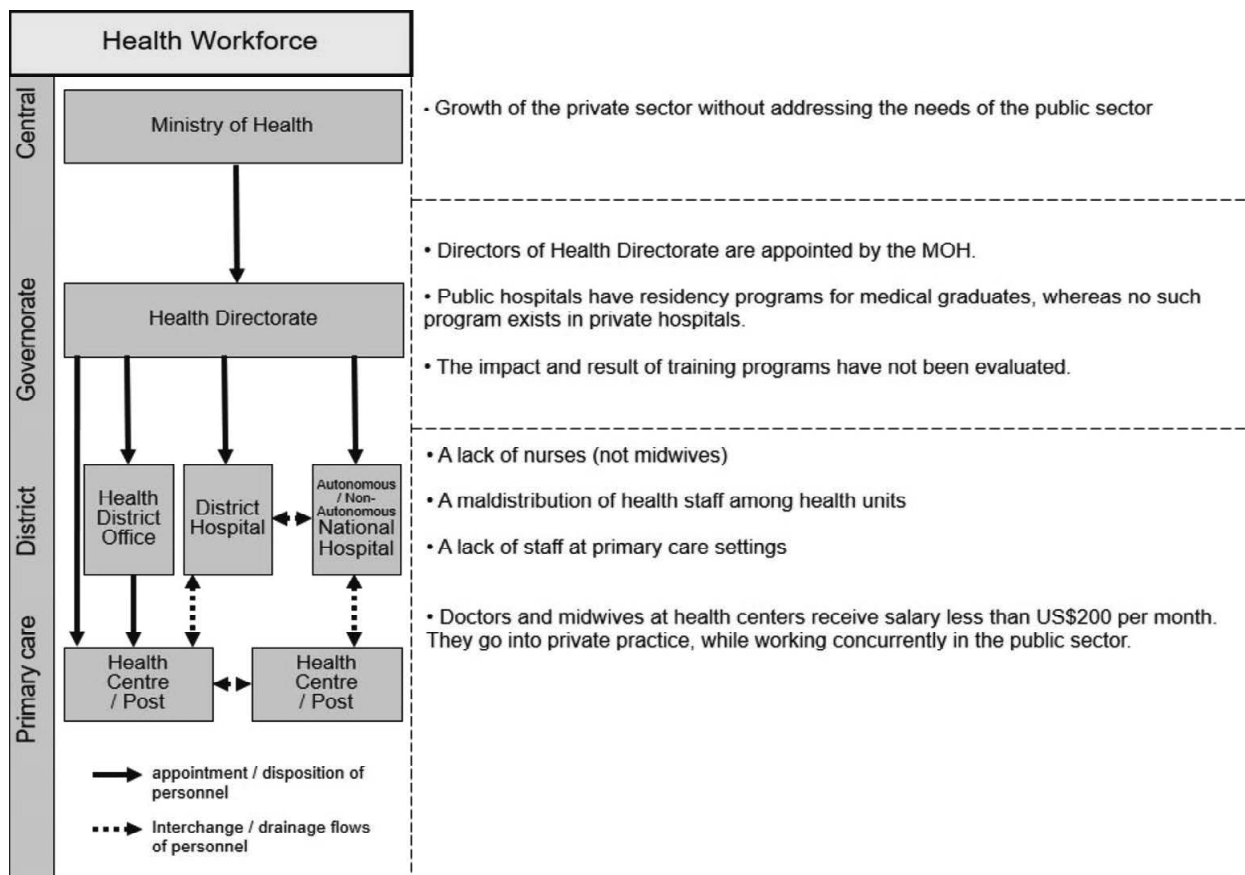 Health Workforce
Central
Ministry of Health
- Growth of the private sector without addressing the needs of the public sector
Governorate
Health Directorate
• Directors of Health Directorate are appointed by the MOH.
• Public hospitals have residency programs for medical graduates, whereas no such
program exists in private hospitals.
• The impact and result of training programs have not been evaluated.
District
Health
District
Office
District
Hospital
Autonomous
/ Non-
Autonomous
National
Hospital
• A lack of nurses (not midwives)
• A maldistribution of health staff among health units
• A lack of staff at primary care settings
Primary care
Health
Centre
/ Post
Health
Centre
/ Post
• Doctors and midwives at health centers receive salary less than US$200 per month.
They go into private practice, while working concurrently in the public sector.
appointment / disposition of
personnel
Interchange / drainage flows
of personnel